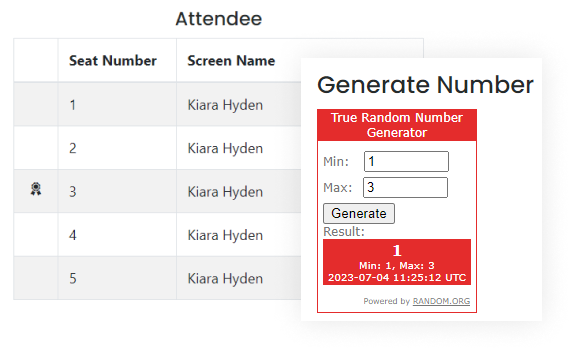 Attendee
Seat Number Screen Name
1 Kiara Hyden
2 Kiara Hyden
3 Kiara Hyden
4 Kiara Hyden
5 Kiara Hyden
Generate Number
True Random Number
Generator
Min: 1
Max: 3
Generate
Result:
1
Min: 1, Max: 3
2023-07-04 11:25:12 UTC
Powered by RANDOM.ORG